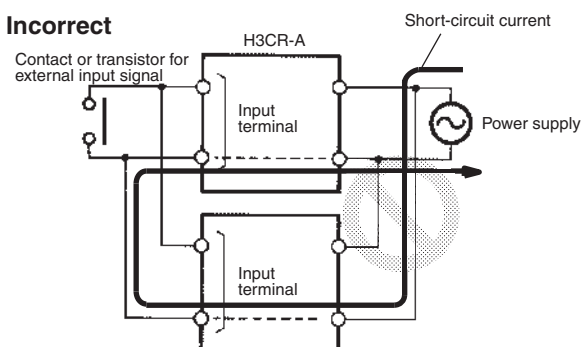 Incorrect
Short-circuit current
H3CR-A
Contact or transistor for
external input signal
Input
terminal
Power supply
Input
terminal